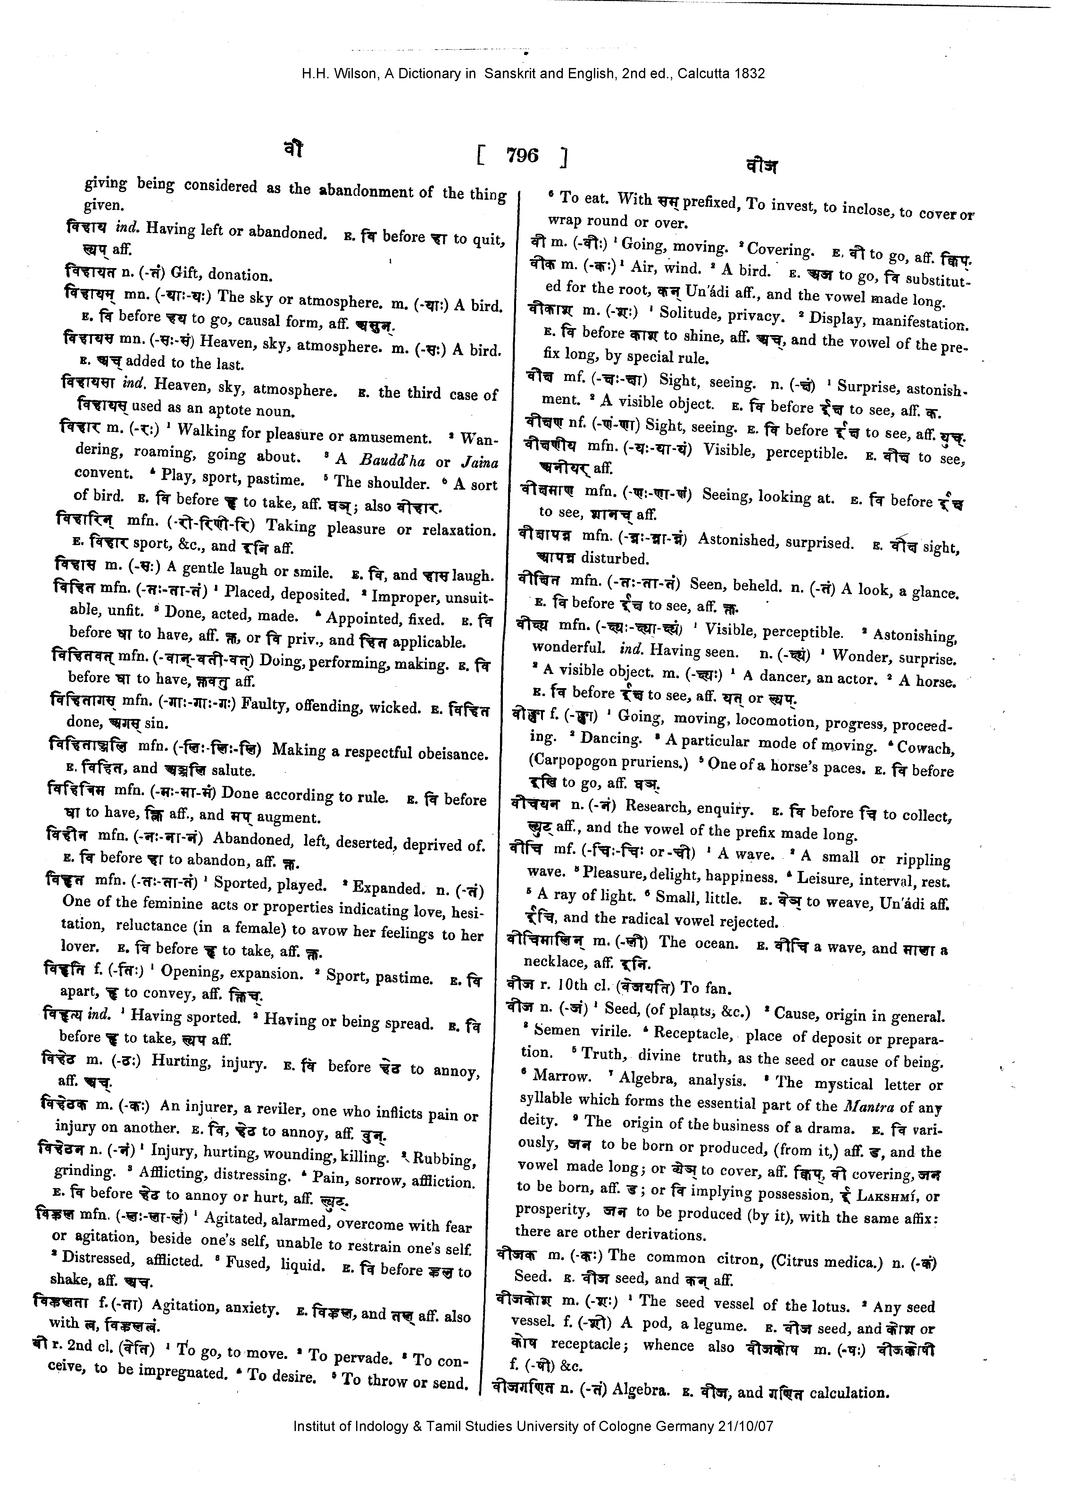 H.H. Wilson, A Dictionary in Sanskrit and English, 2nd ed., Calcutta 1832
वी
[ 796 ]
वीज
giving being considered as the abandonment of the thing
given.
विहाय ind. Having left or abandoned. E. वि before हा to quit,
ल्यप् aff.
विहायत n. (-तं) Gift, donation.
विहायस् mn. (-याः-यः) The sky or atmosphere. m. (-याः) A bird.
E. वि before हय to go, causal form, aff. असुन्.
विहायस mn. (-सः-सं) Heaven, sky, atmosphere. m. (-सः) A bird.
E. अच् added to the last.
विहायसा ind. Heaven, sky, atmosphere. E. the third case of
विहायस् used as an aptote noun.
विहार m. (-रः) ¹ Walking for pleasure or amusement. ² Wan-
dering, roaming, going about. ³ A Baudd'ha or Jaina
convent. ⁴ Play, sport, pastime. ⁵ The shoulder. ⁶ A sort
of bird. E. वि before हृ to take, aff. घञ्; also वीहार.
विहारिन् mfn. (-री-रिणी-रि) Taking pleasure or relaxation.
E. विहार sport, &c., and इनि aff.
विहास m. (-सः) A gentle laugh or smile. E. वि, and हास laugh.
विहित mfn. (-तः-ता-तं) ¹ Placed, deposited. ² Improper, unsuit-
able, unfit. ³ Done, acted, made. ⁴ Appointed, fixed. E. वि
before धा to have, aff. क्त, or वि priv., and हित applicable.
विहितवत् mfn. (-वान्-वती-वत्) Doing, performing, making. E. वि
before धा to have, क्तवतु aff.
विहितागस् mfn. (-गाः-गाः-गः) Faulty, offending, wicked. E. विहित
done, अगस् sin.
विहिताञ्जलि mfn. (-लिः-लिः-लि) Making a respectful obeisance.
E. विहित, and अञ्जलि salute.
विहित्रिम mfn. (-मः-मा-मं) Done according to rule. E. वि before
धा to have, क्त्रि aff., and मप् augment.
विहीन mfn. (-नः-ना-नं) Abandoned, left, deserted, deprived of.
E. वि before हा to abandon, aff. क्त.
विहृत mfn. (-तः-ता-तं) ¹ Sported, played. ² Expanded. n. (-तं)
One of the feminine acts or properties indicating love, hesi-
tation, reluctance (in a female) to avow her feelings to her
lover. E. वि before हृ to take, aff. क्त.
विहृति f. (-तिः) ¹ Opening, expansion. ² Sport, pastime. E. वि
apart, हृ to convey, aff. क्तिच्.
विहृत्य ind. ¹ Having sported. ² Having or being spread. E. वि
before हृ to take, ल्यप aff.
विहेठ m. (-ठः) Hurting, injury. E. वि before हेठ to annoy,
aff. अच्.
विहेठक m. (-कः) An injurer, a reviler, one who inflicts pain or
injury on another. E. वि, हेठ to annoy, aff. वुन्.
विहेठन n. (-नं) ¹ Injury, hurting, wounding, killing. ² Rubbing,
grinding. ³ Afflicting, distressing. ⁴ Pain, sorrow, affliction.
E. वि before हेठ to annoy or hurt, aff. ल्युट्.
विह्वल mfn. (-लः-ला-लं) ¹ Agitated, alarmed, overcome with fear
or agitation, beside one's self, unable to restrain one's self.
² Distressed, afflicted. ³ Fused, liquid. E. वि before ह्वल to
shake, aff. अच्.
विह्वलता f. (-ता) Agitation, anxiety. E. विह्वल, and तल् aff. also
with त्व, विह्वलत्वं.
वी r. 2nd cl. (वेति) ¹ To go, to move. ² To pervade. ³ To con-
ceive, to be impregnated. ⁴ To desire. ⁵ To throw or send.
⁶ To eat. With सम् prefixed, To invest, to inclose, to cover or
wrap round or over.
वी m. (-वीः) ¹ Going, moving. ² Covering. E. वी to go, aff. क्विप्.
वीक m. (-कः) ¹ Air, wind. ² A bird. E. अज to go, वि substitut-
ed for the root, कन् Un'ádi aff., and the vowel made long.
वीकाश m. (-शः) ¹ Solitude, privacy. ² Display, manifestation.
E. वि before काश to shine, aff. अच्, and the vowel of the pre-
fix long, by special rule.
वीक्ष mf. (-क्षः-क्षा) Sight, seeing. n. (-क्षं) ¹ Surprise, astonish-
ment. ² A visible object. E. वि before ईक्ष to see, aff. क.
वीक्षण nf. (-णं-णा) Sight, seeing. E. वि before ईक्ष to see, aff. युच्.
वीक्षणीय mfn. (-यः-या-यं) Visible, perceptible. E. वीक्ष to see,
अनीयर् aff.
वीक्षमाण mfn. (-णः-णा-णं) Seeing, looking at. E. वि before ईक्ष
to see, शानच् aff.
वीक्षापन्न mfn. (-न्नः-न्ना-न्नं) Astonished, surprised. E. वीक्ष sight,
आपन्न disturbed.
वीक्षित mfn. (-तः-ता-तं) Seen, beheld. n. (-तं) A look, a glance.
E. वि before ईक्ष to see, aff. क्त.
वीक्ष्य mfn. (-क्ष्यः-क्ष्या-क्ष्यं) ¹ Visible, perceptible. ² Astonishing,
wonderful. ind. Having seen. n. (-क्ष्यं) ¹ Wonder, surprise.
² A visible object. m. (-क्ष्यः) ¹ A dancer, an actor. ² A horse.
E. वि before ईक्ष to see, aff. यत् or ल्यप्.
वीङ्खा f. (-ङ्खा) ¹ Going, moving, locomotion, progress, proceed-
ing. ² Dancing. ³ A particular mode of moving. ⁴ Cowach,
(Carpopogon pruriens.) ⁵ One of a horse's paces. E. वि before
इखि to go, aff. घञ्.
वीचयन n. (-नं) Research, enquiry. E. वि before चि to collect,
ल्युट् aff., and the vowel of the prefix made long.
वीचि mf. (-चिः-चिः or -ची) ¹ A wave. ² A small or rippling
wave. ³ Pleasure, delight, happiness. ⁴ Leisure, interval, rest.
⁵ A ray of light. ⁶ Small, little. E. वेञ् to weave, Un'ádi aff.
ईचि, and the radical vowel rejected.
वीचिमालिन् m. (-ली) The ocean. E. वीचि a wave, and माला a
necklace, aff. इनि.
वीज r. 10th cl. (वेजयति) To fan.
वीज n. (-जं) ¹ Seed, (of plants, &c.) ² Cause, origin in general.
³ Semen virile. ⁴ Receptacle, place of deposit or prepara-
tion. ⁵ Truth, divine truth, as the seed or cause of being.
⁶ Marrow. ⁷ Algebra, analysis. ⁸ The mystical letter or
syllable which forms the essential part of the Mantra of any
deity. ⁹ The origin of the business of a drama. E. वि vari-
ously, जन to be born or produced, (from it,) aff. ड, and the
vowel made long; or व्येञ् to cover, aff. क्विप्, वी covering, जन
to be born, aff. ड; or वि implying possession, ई LAKSHMÍ, or
prosperity, जन to be produced (by it), with the same affix:
there are other derivations.
वीजक m. (-कः) The common citron, (Citrus medica.) n. (-कं)
Seed. E. वीज seed, and कन् aff.
वीजकोश m. (-शः) ¹ The seed vessel of the lotus. ² Any seed
vessel. f. (-शी) A pod, a legume. E. वीज seed, and कोश or
कोष receptacle; whence also वीजकोष m. (-षः) वीजकोषी
f. (-षी) &c.
वीजगणित n. (-तं) Algebra. E. वीज, and गणित calculation.
Institut of Indology & Tamil Studies University of Cologne Germany 21/10/07